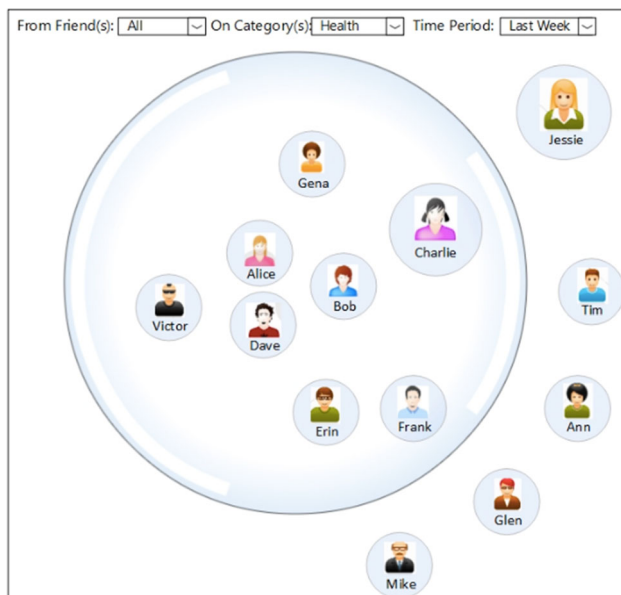 From Friend(s): All On Category(s): Health Time Period: Last Week
Jessie
Gena
Charlie
Alice
Bob
Tim
Victor
Dave
Erin
Frank
Ann
Glen
Mike